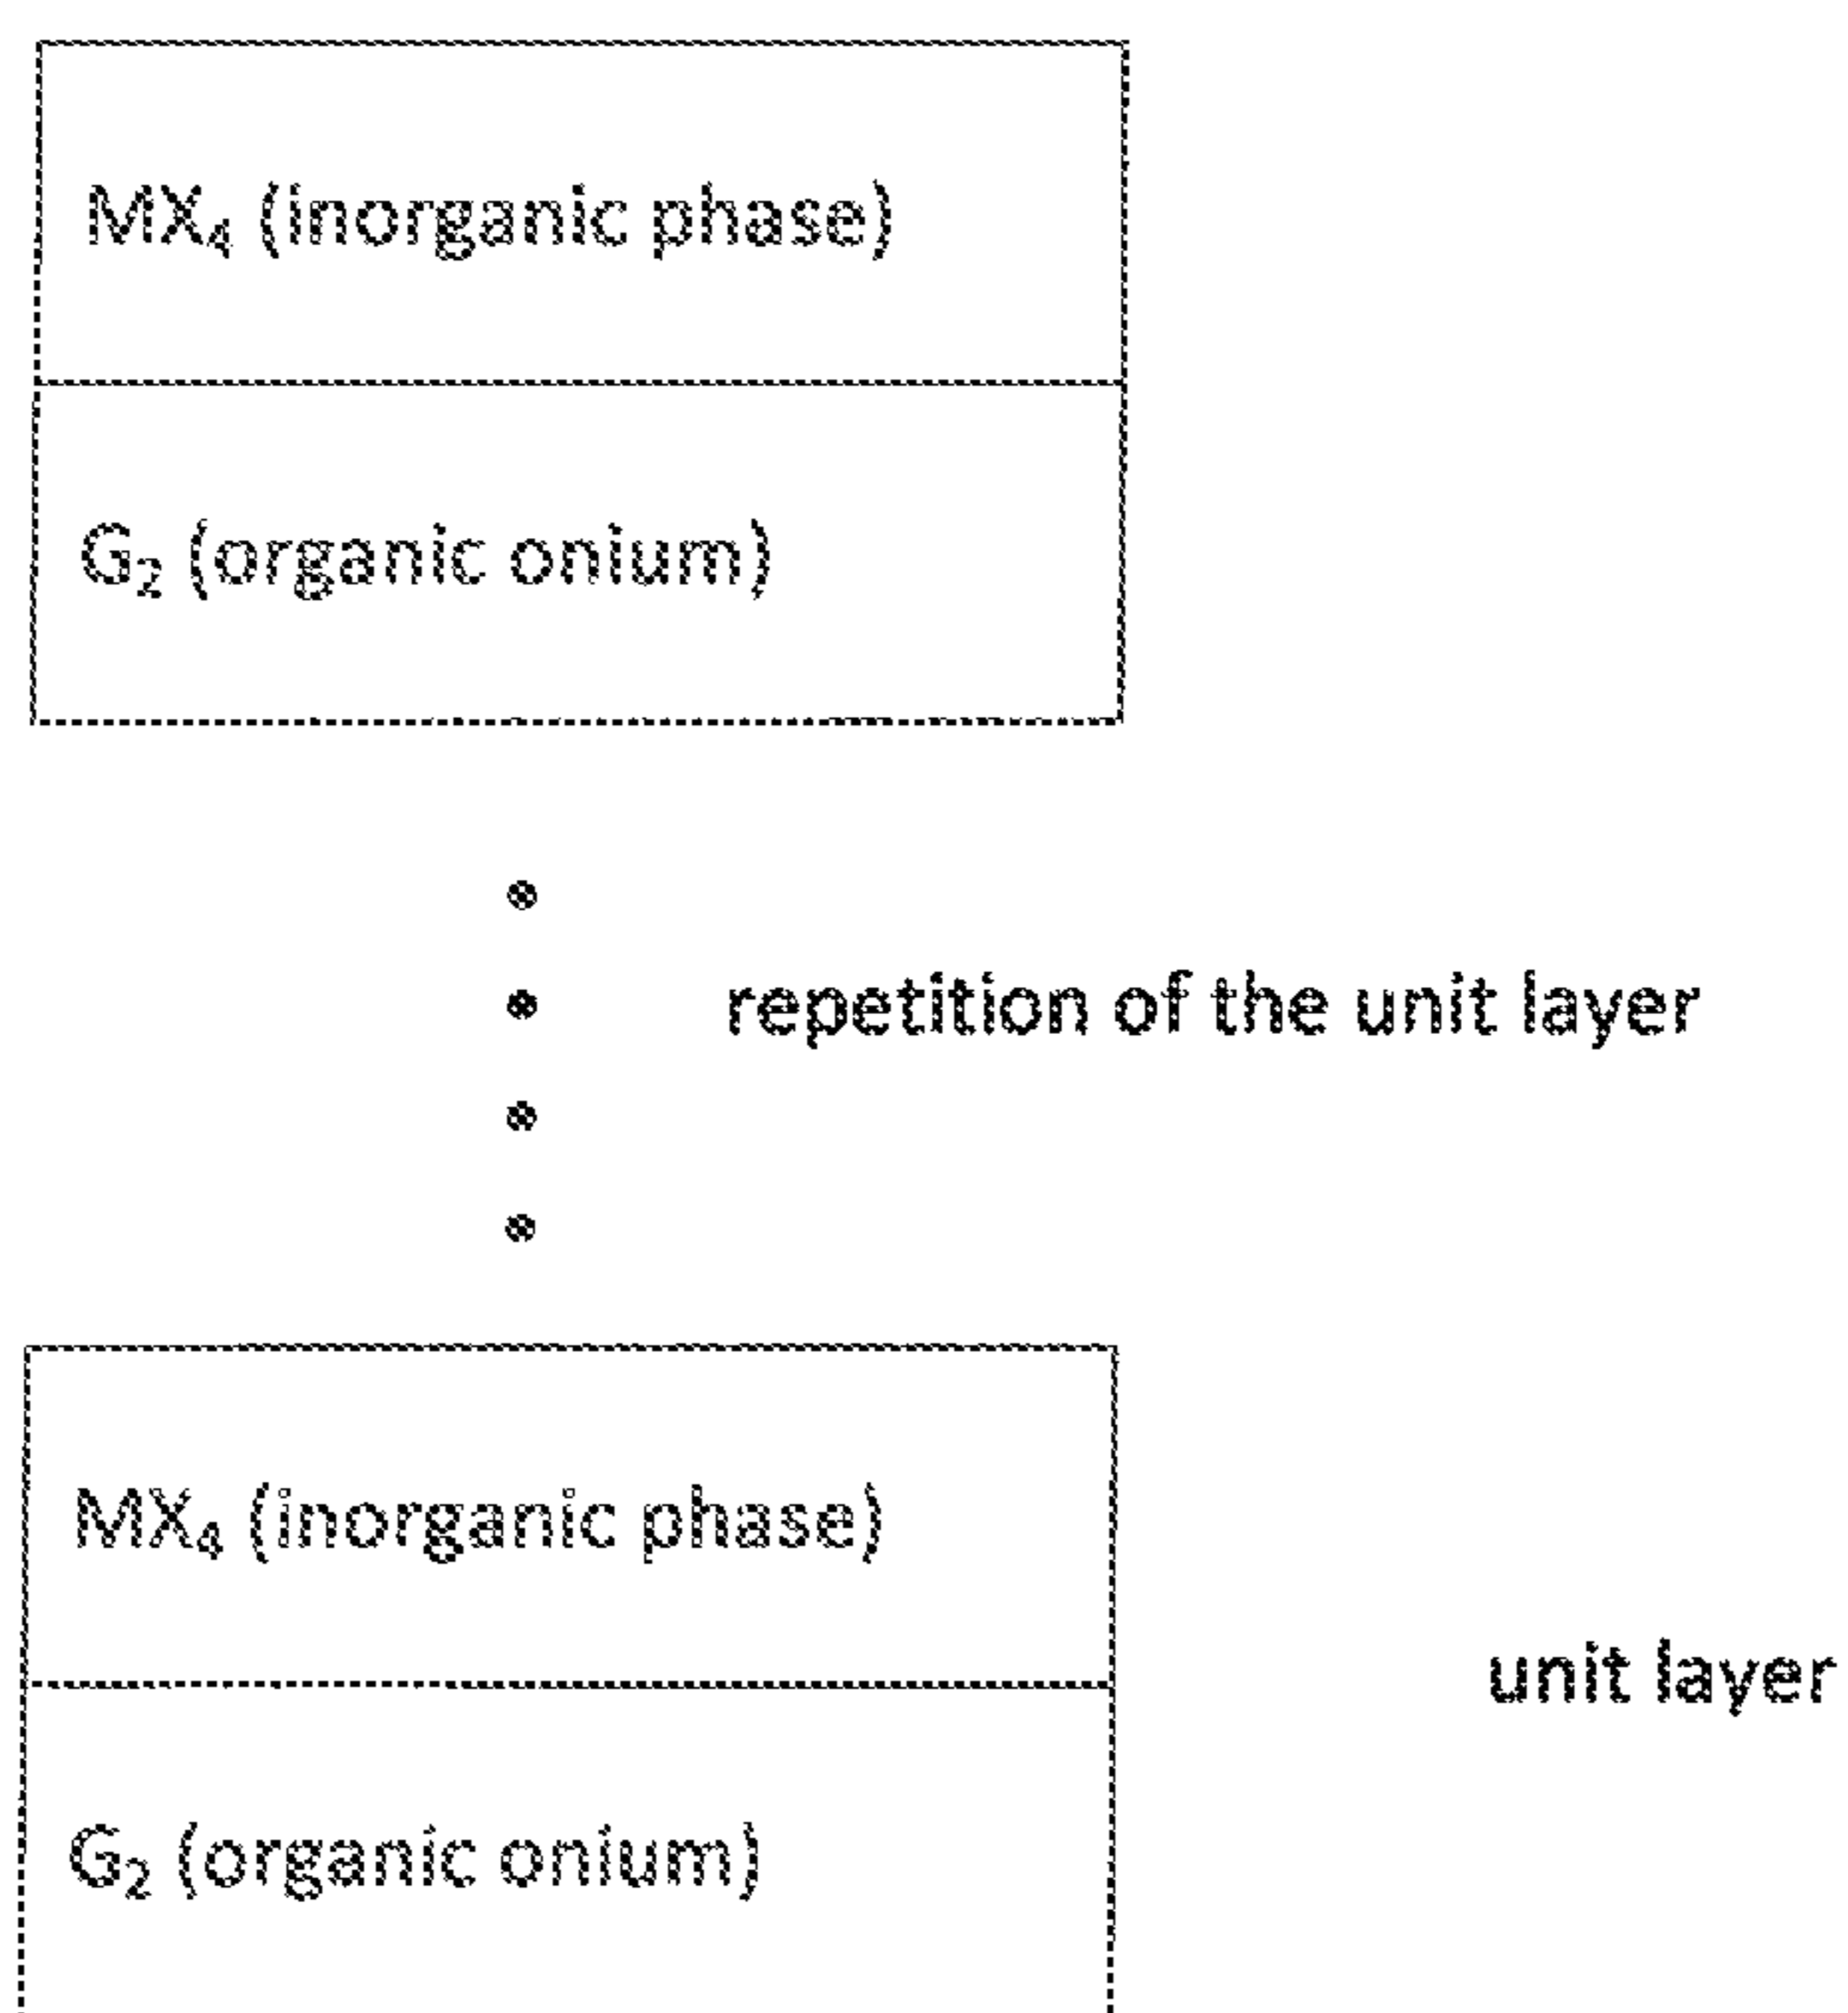 MX₄ (inorganic phase)
G₂ (organic onium)
repetition of the unit layer
MX₄ (inorganic phase)
unit layer
G₂ (organic onium)